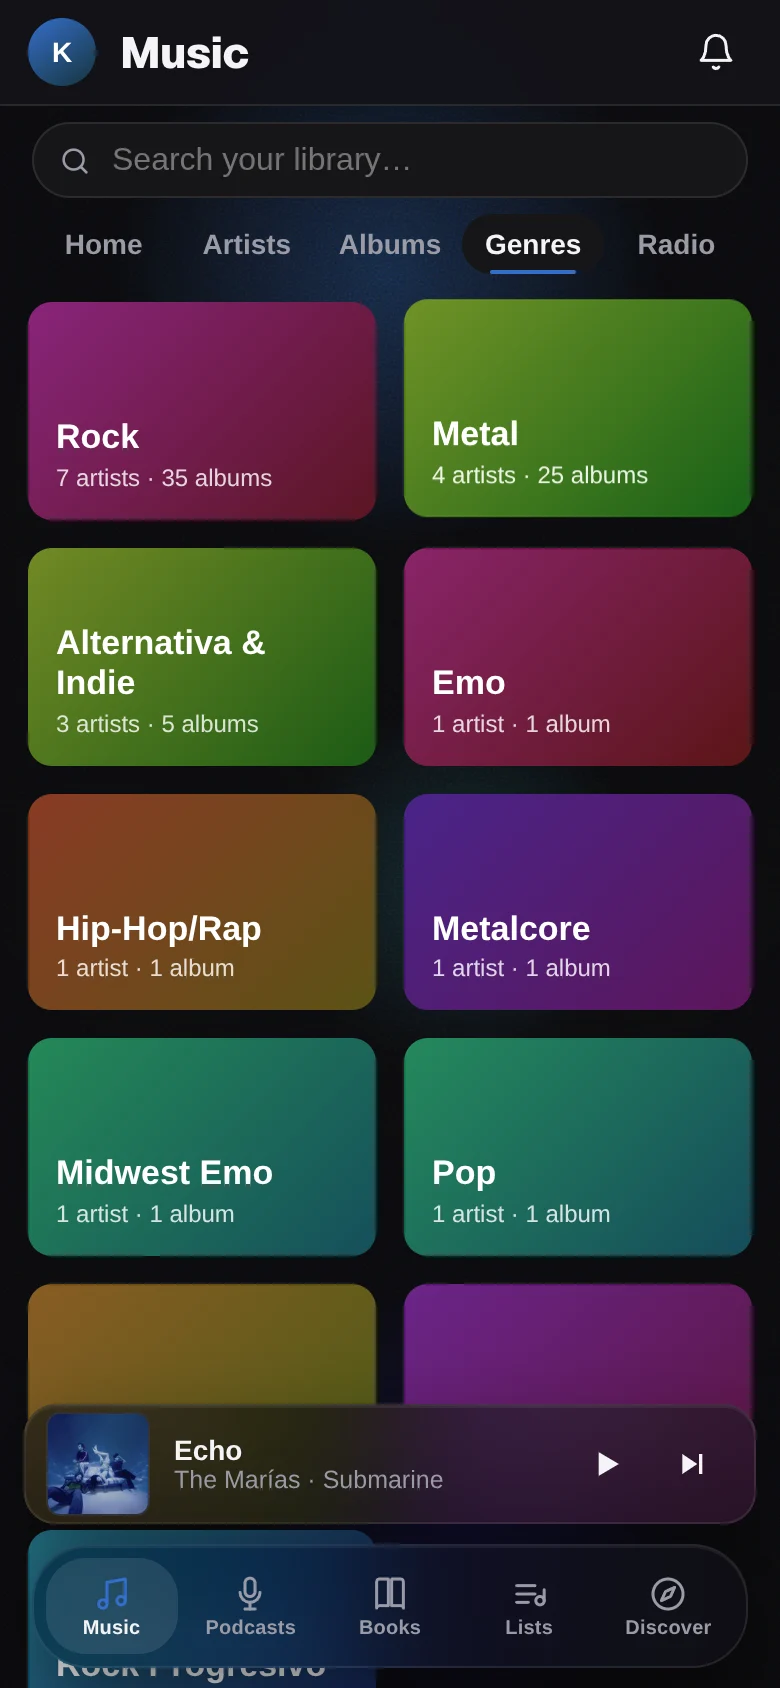 K
Music
Search your library…
Home
Artists
Albums
Genres
Radio
Rock
7 artists · 35 albums
Metal
4 artists · 25 albums
Alternativa &
Indie
3 artists · 5 albums
Emo
1 artist · 1 album
Hip-Hop/Rap
1 artist · 1 album
Metalcore
1 artist · 1 album
Midwest Emo
1 artist · 1 album
Pop
1 artist · 1 album
Echo
The Marías · Submarine
Music
Podcasts
Books
Lists
Discover
Rock Progresivo